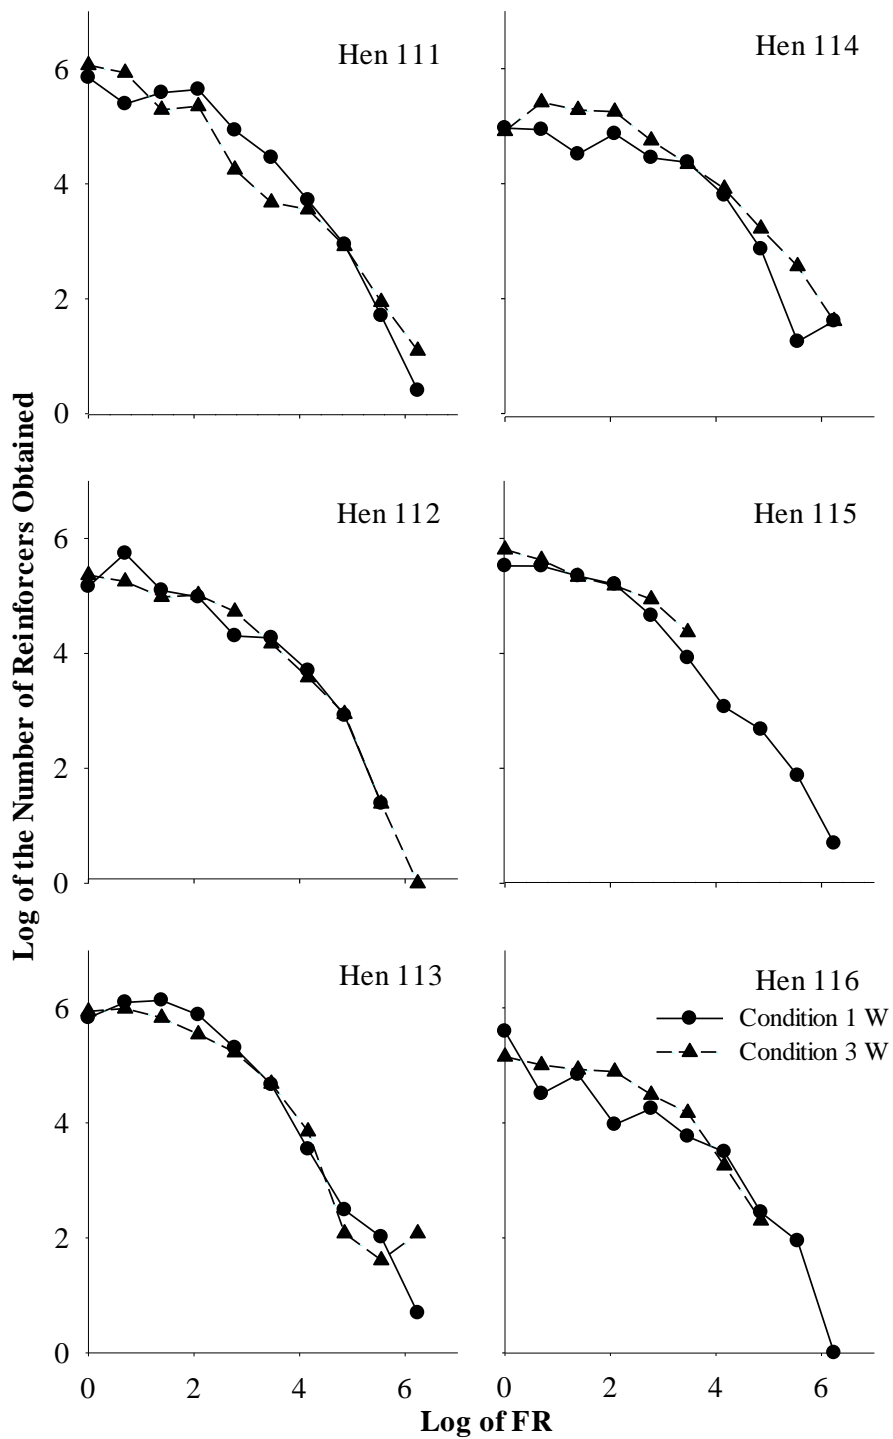 Hen 111
Hen 114
6
4
2
0
Hen 112
Hen 115
6
4
2
0
Log of the Number of Reinforcers Obtained
Hen 113
Hen 116
Condition 1 W
Condition 3 W
6
4
2
0
0 2 4 6
0 2 4 6
Log of FR